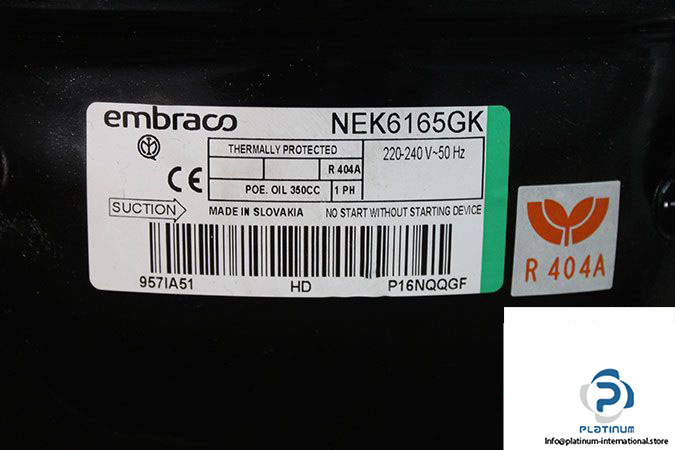 embraco
NEK6165GK
THERMALLY PROTECTED
220-240 V~50 Hz
R 404A
POE. OIL 350CC
1 PH
CE
SUCTION
MADE IN SLOVAKIA
NO START WITHOUT STARTING DEVICE
957IA51
HD
P16NQQGF
R 404A
PLATINUM
Info@platinum-international.store